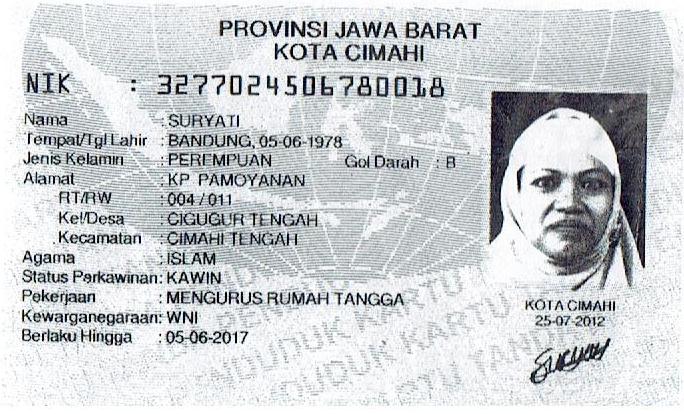 PROVINSI JAWA BARAT
KOTA CIMAHI
NIK : 3277024506780018
Nama : SURYATI
Tempat/Tgl Lahir : BANDUNG, 05-06-1978
Jenis Kelamin : PEREMPUAN Gol Darah : B
Alamat : KP PAMOYANAN
RT/RW : 004 / 011
Kel/Desa : CIGUGUR TENGAH
Kecamatan : CIMAHI TENGAH
Agama : ISLAM
Status Perkawinan: KAWIN
Pekerjaan : MENGURUS RUMAH TANGGA
Kewarganegaraan: WNI
Berlaku Hingga : 05-06-2017
KOTA CIMAHI
25-07-2012
Suryati